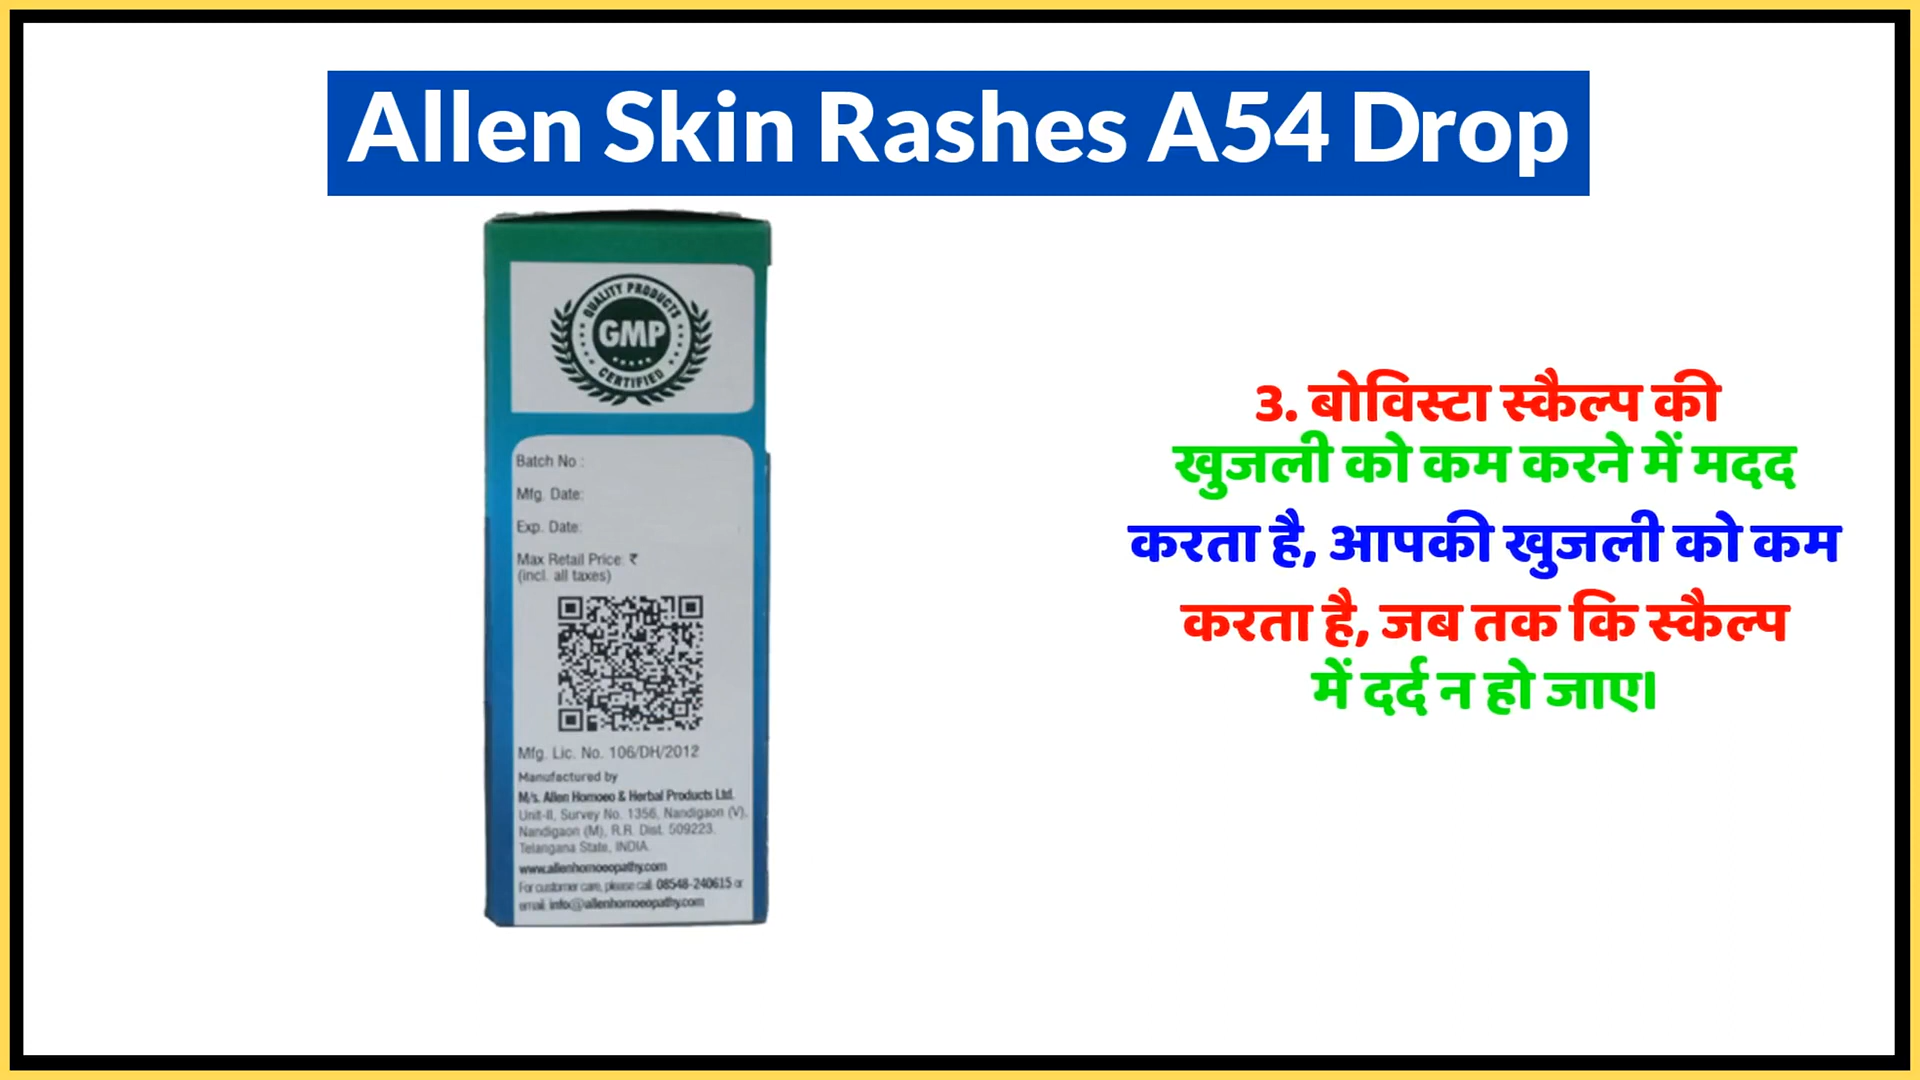 Allen Skin Rashes A54 Drop
QUALITY PRODUCTS
GMP
CERTIFIED
Batch No :
Mfg. Date:
Exp. Date:
Max Retail Price: ₹
(incl. all taxes)
Mfg. Lic. No. 106/DH/2012
Manufactured by
M/s. Allen Homoeo & Herbal Products Ltd.
Unit-II, Survey No. 1356, Nandigaon (V),
Nandigaon (M), R.R. Dist. 509223.
Telangana State, INDIA.
www.allenhomoeopathy.com
For customer care, please call: 08548-240615 or
email: info@allenhomoeopathy.com
3. बोविस्टा स्कैल्प की
खुजली को कम करने में मदद
करता है, आपकी खुजली को कम
करता है, जब तक कि स्कैल्प
में दर्द न हो जाए।